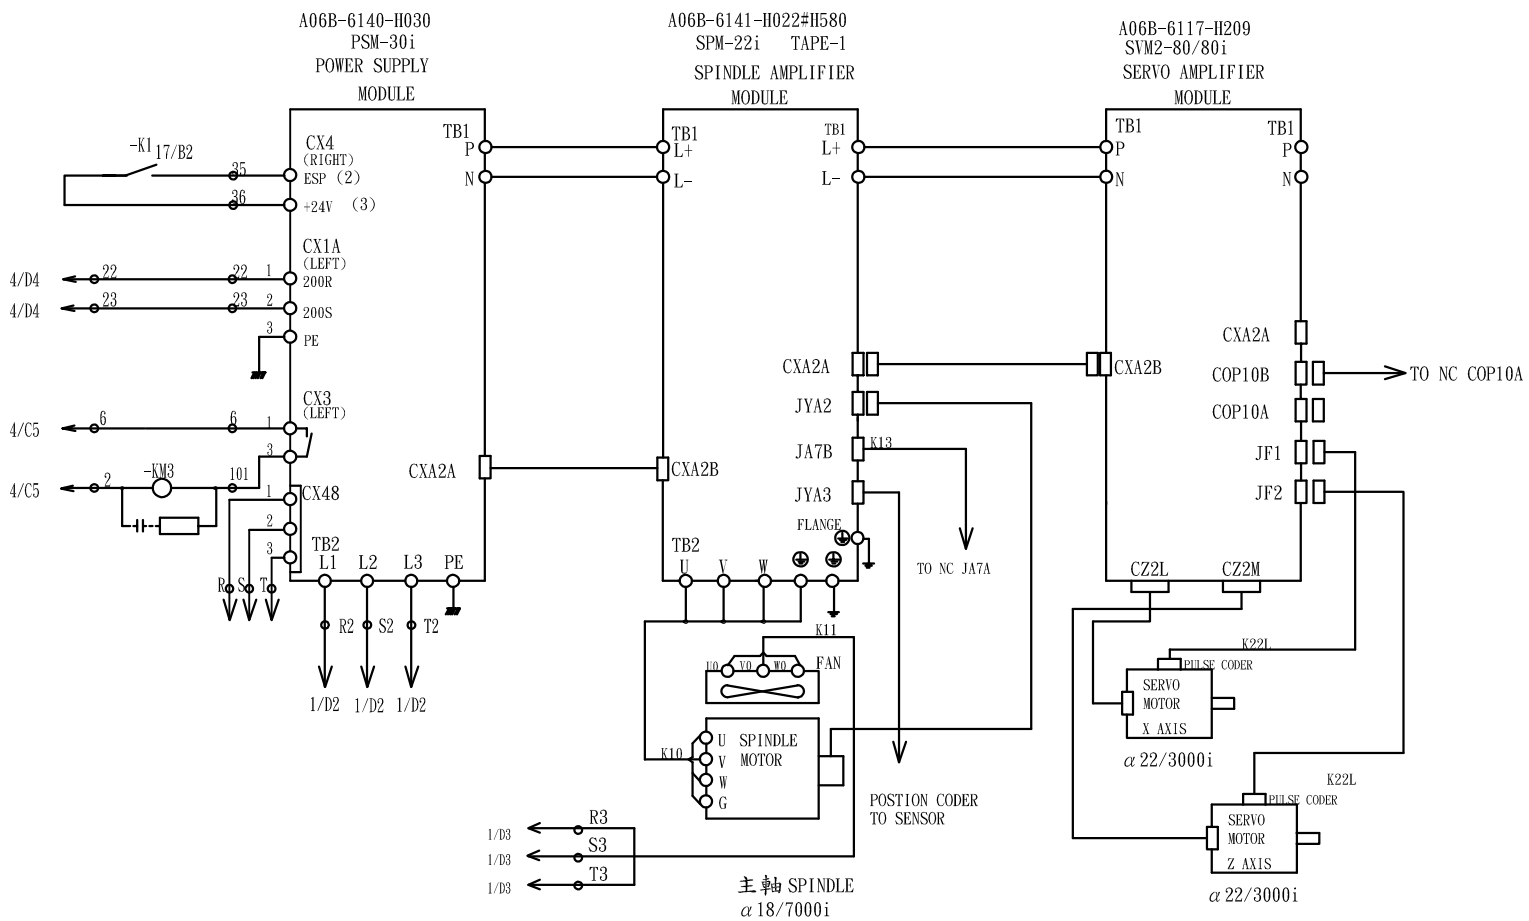 A06B-6140-H030
PSM-30i
POWER SUPPLY
MODULE
A06B-6141-H022#H580
SPM-22i TAPE-1
SPINDLE AMPLIFIER
MODULE
A06B-6117-H209
SVM2-80/80i
SERVO AMPLIFIER
MODULE
-K1
17/B2
35
36
CX4
(RIGHT)
ESP (2)
+24V (3)
TB1
P
N
TB1
L+
L-
TB1
L+
L-
TB1
P
N
TB1
P
N
4/D4
22
22
1
CX1A
(LEFT)
200R
4/D4
23
23
2
200S
3
PE
CX3
(LEFT)
4/C5
6
6
1
3
4/C5
2
-KM3
101
1
CX48
2
3
R
S
T
CXA2A
CXA2B
TB2
L1
L2
L3
PE
R2
S2
T2
1/D2
1/D2
1/D2
CXA2A
JYA2
JA7B
K13
JYA3
FLANGE
TO NC JA7A
TB2
U
V
W
CXA2B
CXA2A
COP10B
TO NC COP10A
COP10A
JF1
JF2
CZ2L
CZ2M
K11
U0
V0
W0
FAN
K10
U
V
W
G
SPINDLE
MOTOR
POSTION CODER
TO SENSOR
K22L
PULSE CODER
SERVO
MOTOR
X AXIS
α22/3000i
K22L
PULSE CODER
SERVO
MOTOR
Z AXIS
α22/3000i
1/D3
R3
1/D3
S3
1/D3
T3
主軸 SPINDLE
α18/7000i